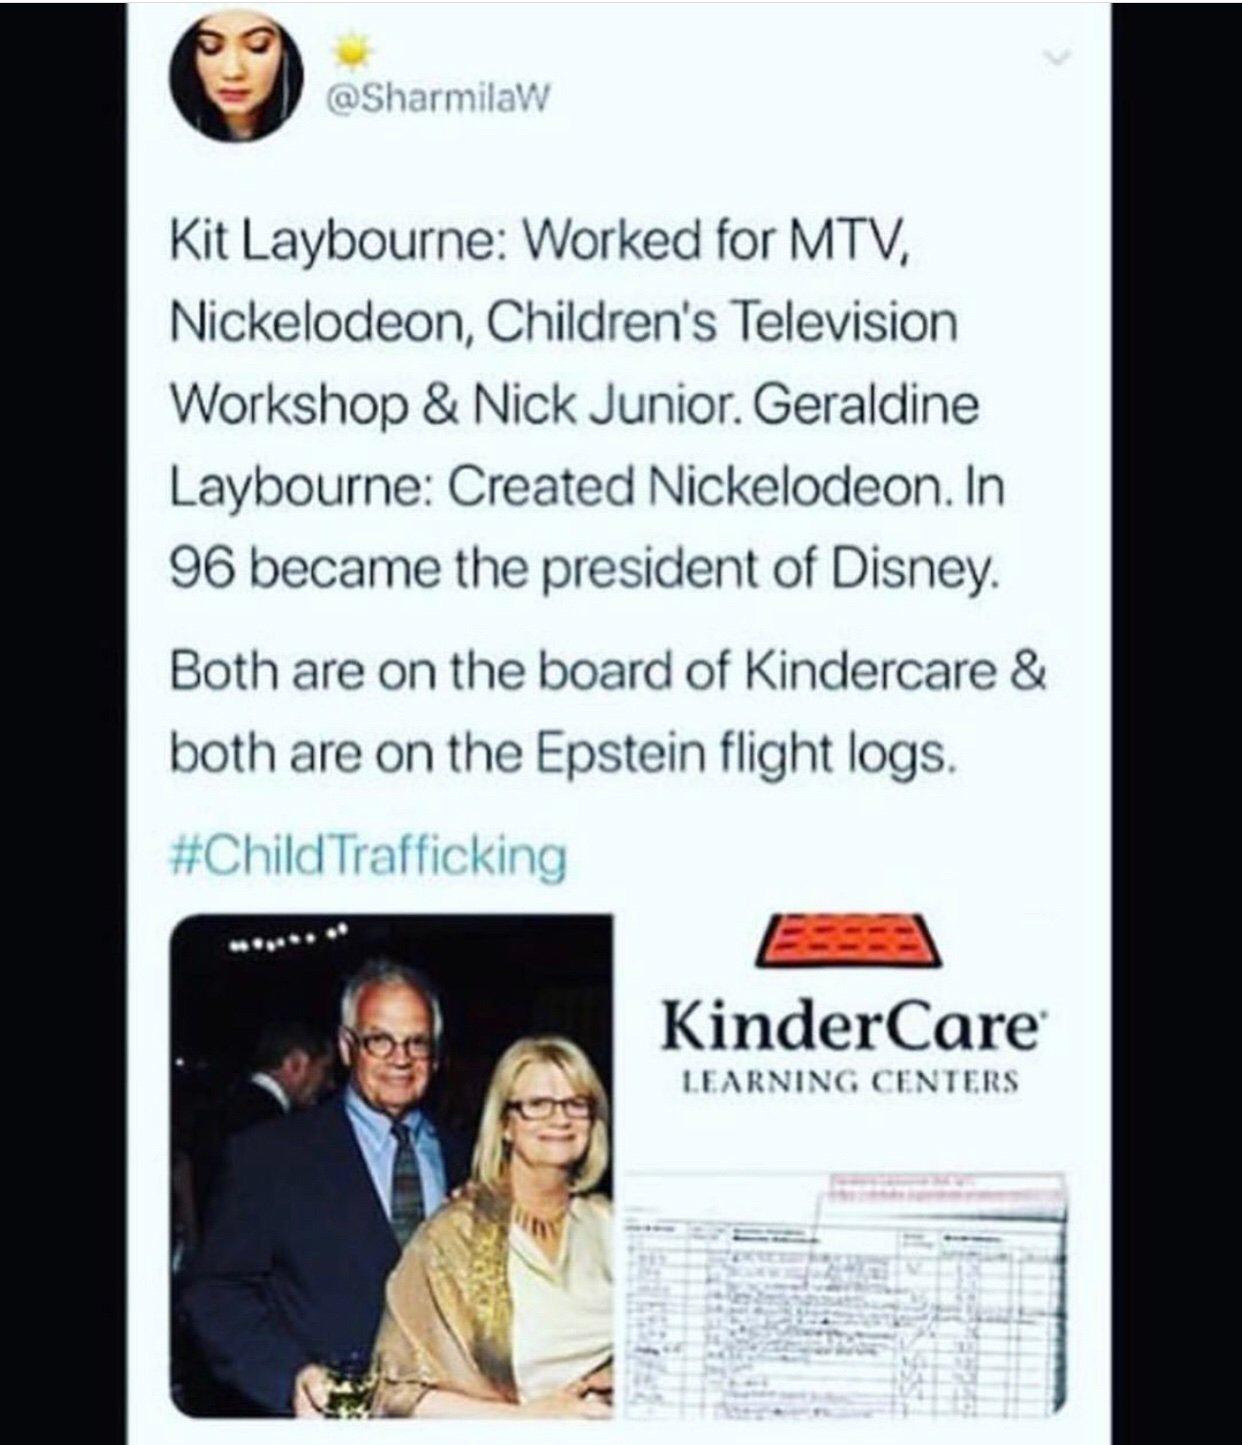 @SharmilaW
Kit Laybourne: Worked for MTV,
Nickelodeon, Children's Television
Workshop & Nick Junior. Geraldine
Laybourne: Created Nickelodeon. In
96 became the president of Disney.
Both are on the board of Kindercare &
both are on the Epstein flight logs.
#ChildTrafficking
KinderCare
LEARNING CENTERS